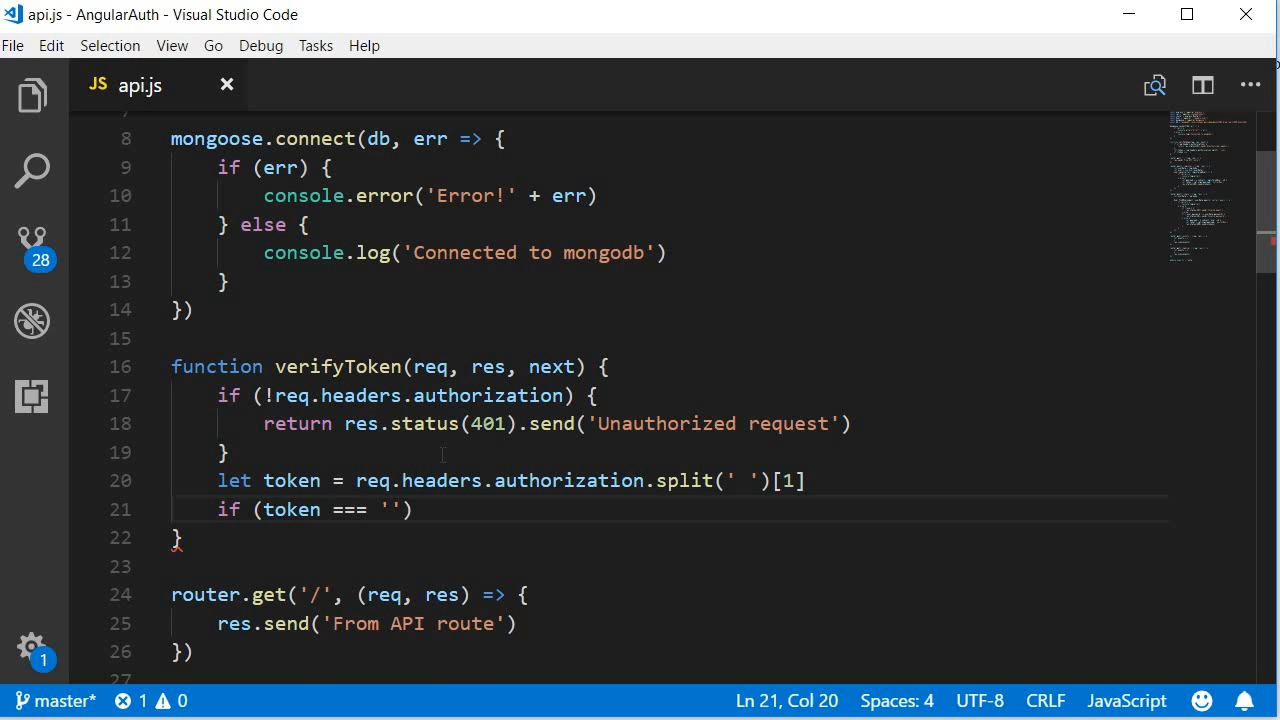 api.js - AngularAuth - Visual Studio Code
File Edit Selection View Go Debug Tasks Help
JS api.js
8 mongoose.connect(db, err => {
9 if (err) {
10 console.error('Error!' + err)
11 } else {
12 console.log('Connected to mongodb')
13 }
14 })
15
16 function verifyToken(req, res, next) {
17 if (!req.headers.authorization) {
18 return res.status(401).send('Unauthorized request')
19 }
20 let token = req.headers.authorization.split(' ')[1]
21 if (token === '')
22 }
23
24 router.get('/', (req, res) => {
25 res.send('From API route')
26 })
27
28
1
master* 1 0 Ln 21, Col 20 Spaces: 4 UTF-8 CRLF JavaScript